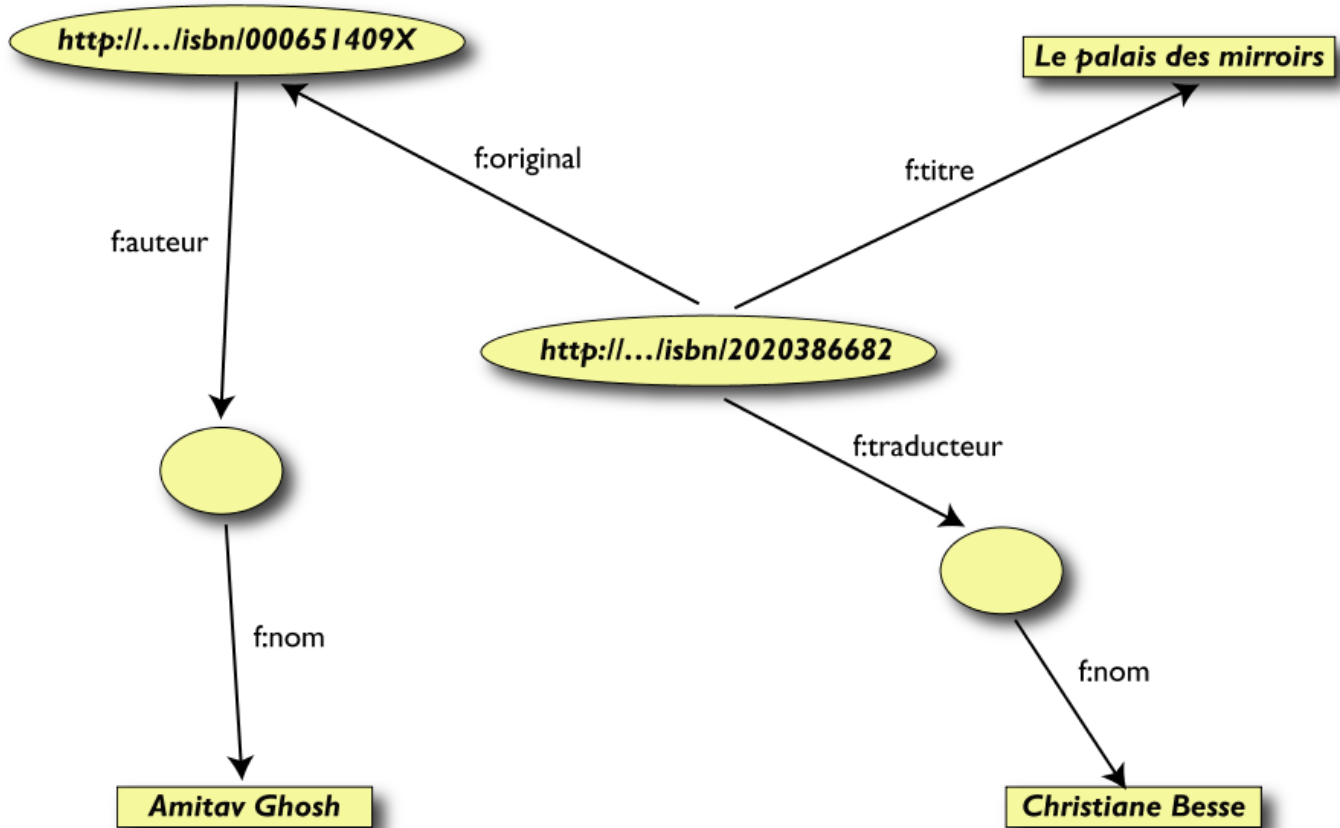 http://.../isbn/000651409X
Le palais des mirroirs
f:original
f:titre
f:auteur
http://.../isbn/2020386682
f:traducteur
f:nom
f:nom
Amitav Ghosh
Christiane Besse